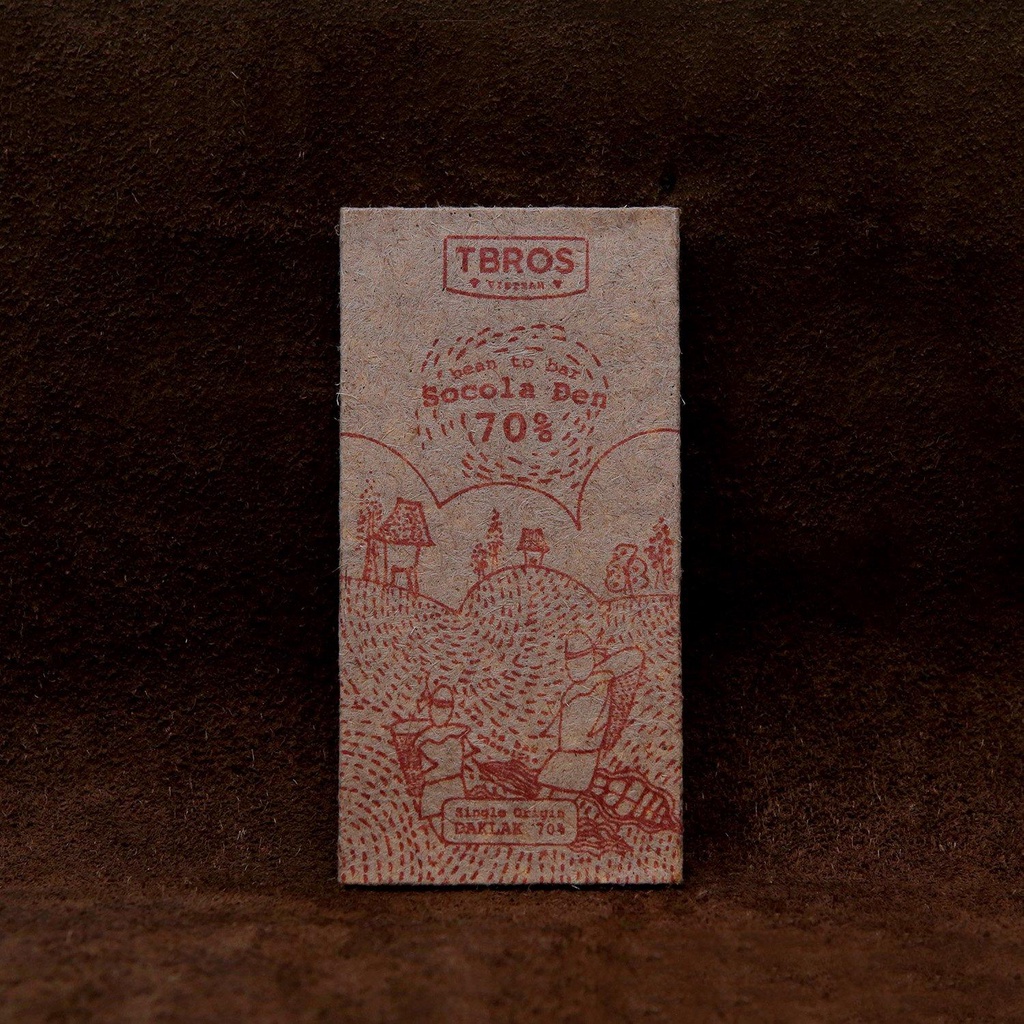 TBROS
VIETNAM
bean to bar
Socola Đen
70%
Single Origin
DAKLAK 70%